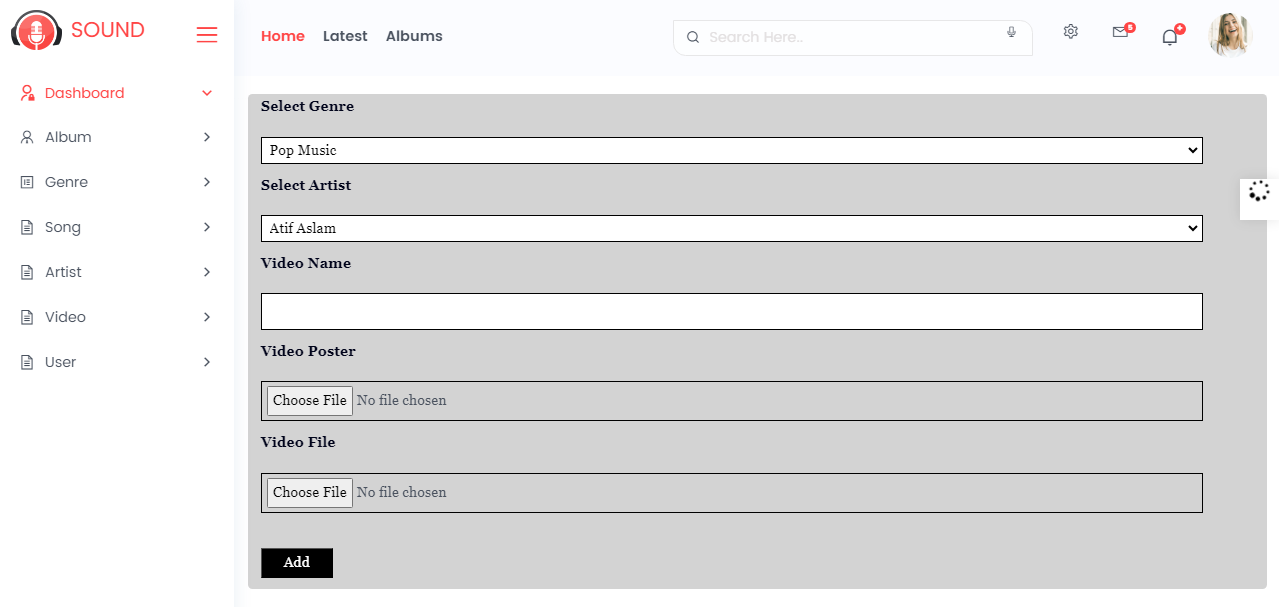 SOUND
Home Latest Albums
Search Here..
6
+
Dashboard
Album
Genre
Song
Artist
Video
User
Select Genre
Pop Music
Select Artist
Atif Aslam
Video Name
Video Poster
Choose File No file chosen
Video File
Choose File No file chosen
Add